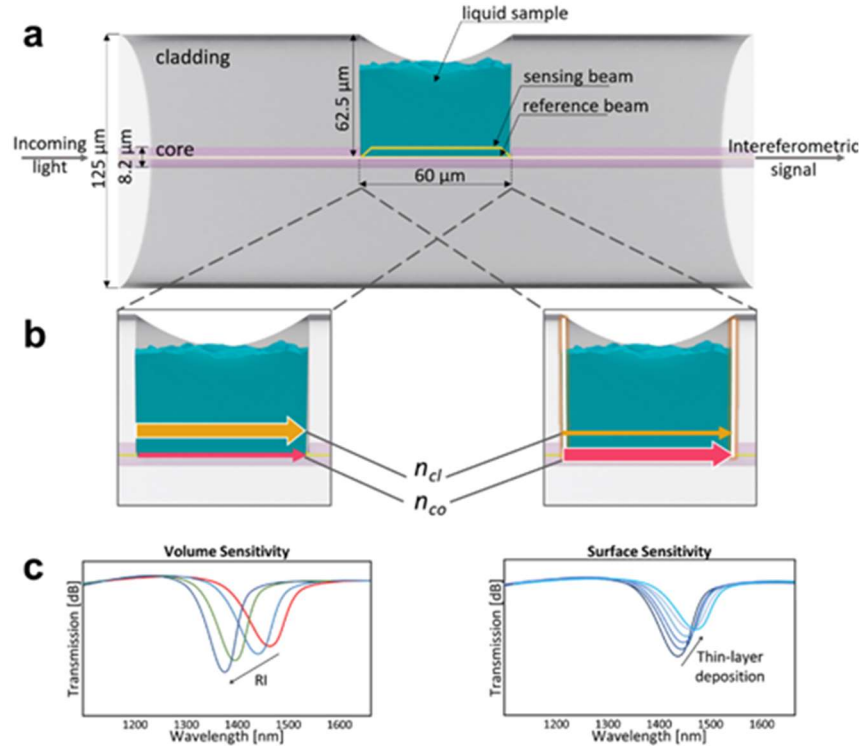 a
liquid sample
cladding
sensing beam
reference beam
62.5 µm
Incoming
light
125 µm
8.2 µm
core
60 µm
Intereferometric
signal
b
n_cl
n_co
c
Volume Sensitivity
Transmission [dB]
RI
1200 1300 1400 1500 1600
Wavelength [nm]
Surface Sensitivity
Transmission [dB]
Thin-layer
deposition
1200 1300 1400 1500 1600
Wavelength [nm]